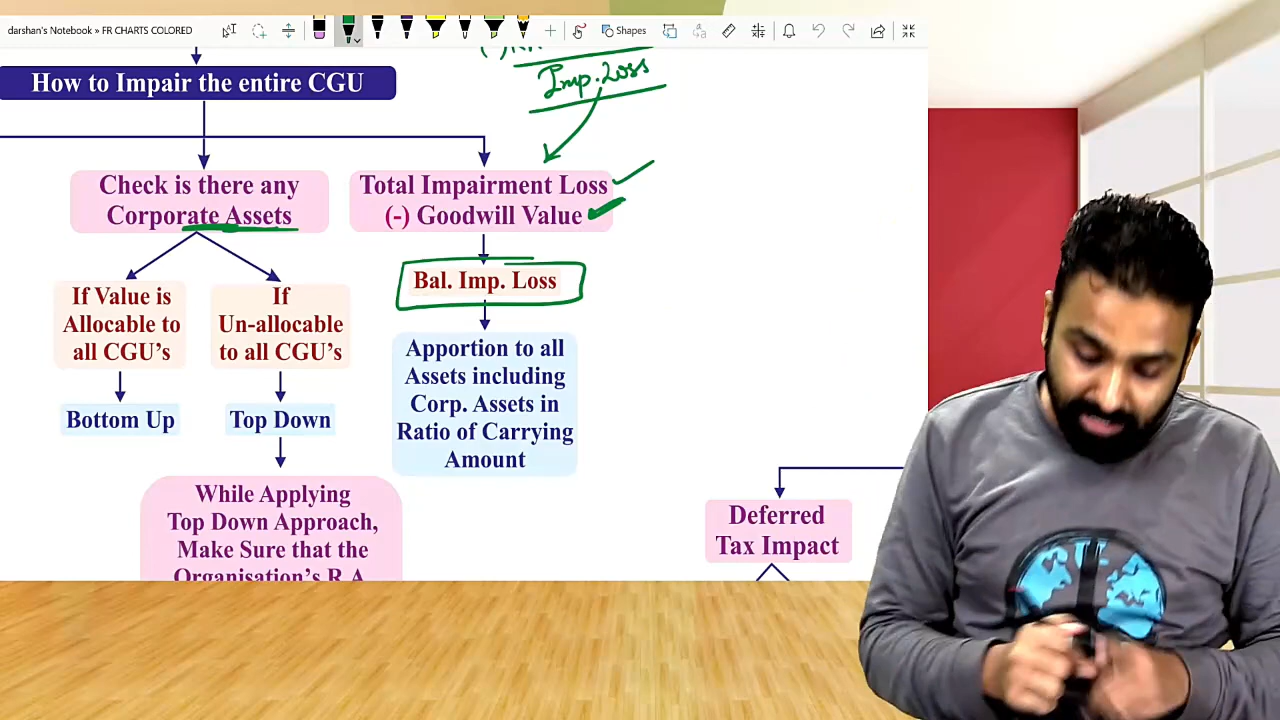 darshan's Notebook » FR CHARTS COLORED
Shapes
Imp. Loss
How to Impair the entire CGU
Check is there any
Corporate Assets
Total Impairment Loss
(-) Goodwill Value
If Value is
Allocable to
all CGU's
If
Un-allocable
to all CGU's
Bal. Imp. Loss
Bottom Up
Top Down
Apportion to all
Assets including
Corp. Assets in
Ratio of Carrying
Amount
While Applying
Top Down Approach,
Make Sure that the
Organisation's R.A
Deferred
Tax Impact